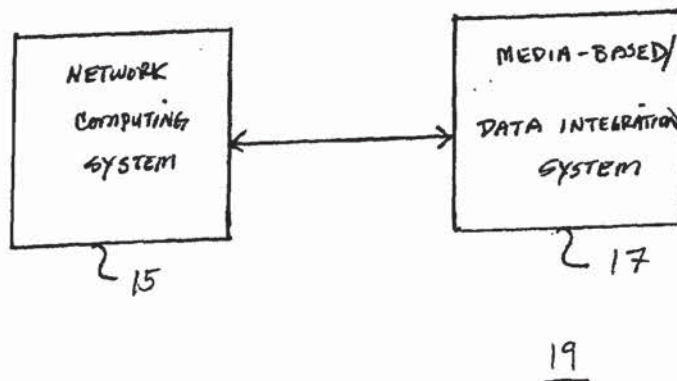 NETWORK
COMPUTING
SYSTEM
15
MEDIA-BASED/
DATA INTEGRATION
SYSTEM
17
19